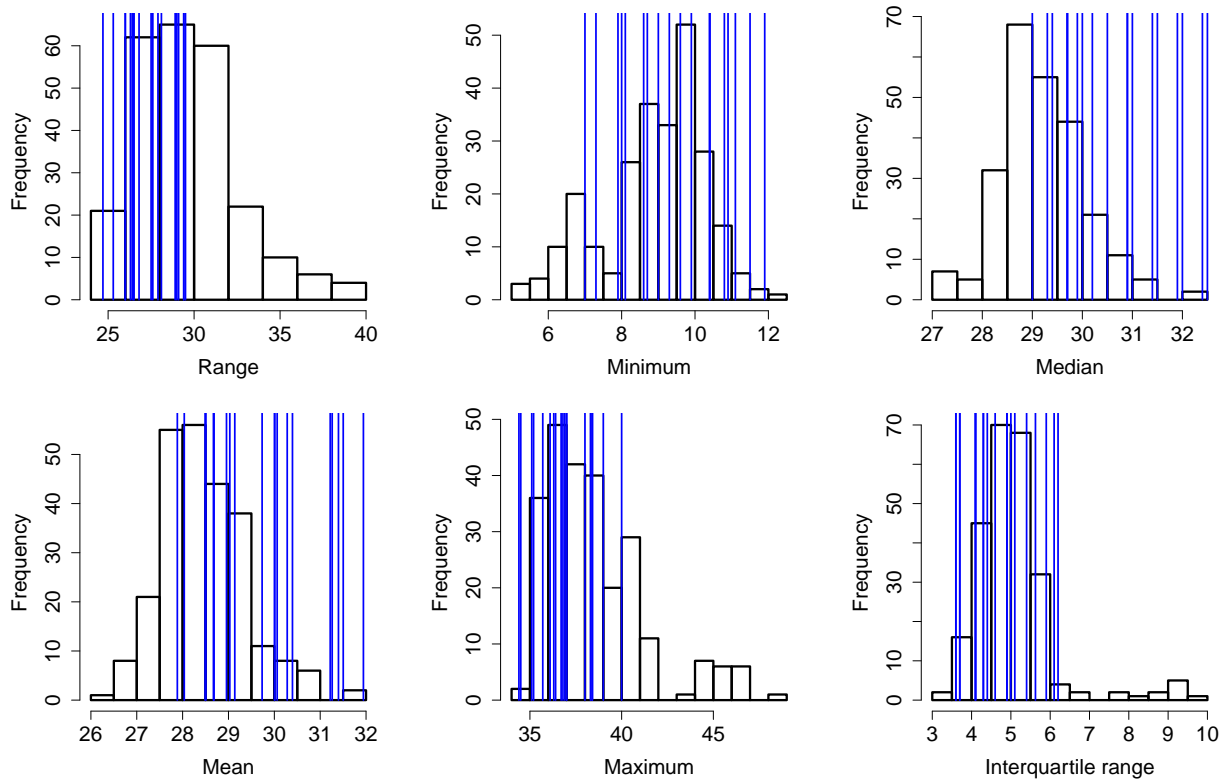 Frequency
0 10 20 30 40 50 60
25 30 35 40
Range
Frequency
0 10 20 30 40 50
6 8 10 12
Minimum
Frequency
0 10 30 50 70
27 28 29 30 31 32
Median
Frequency
0 10 20 30 40 50
26 27 28 29 30 31 32
Mean
Frequency
0 10 20 30 40 50
35 40 45
Maximum
Frequency
0 10 30 50 70
3 4 5 6 7 8 9 10
Interquartile range